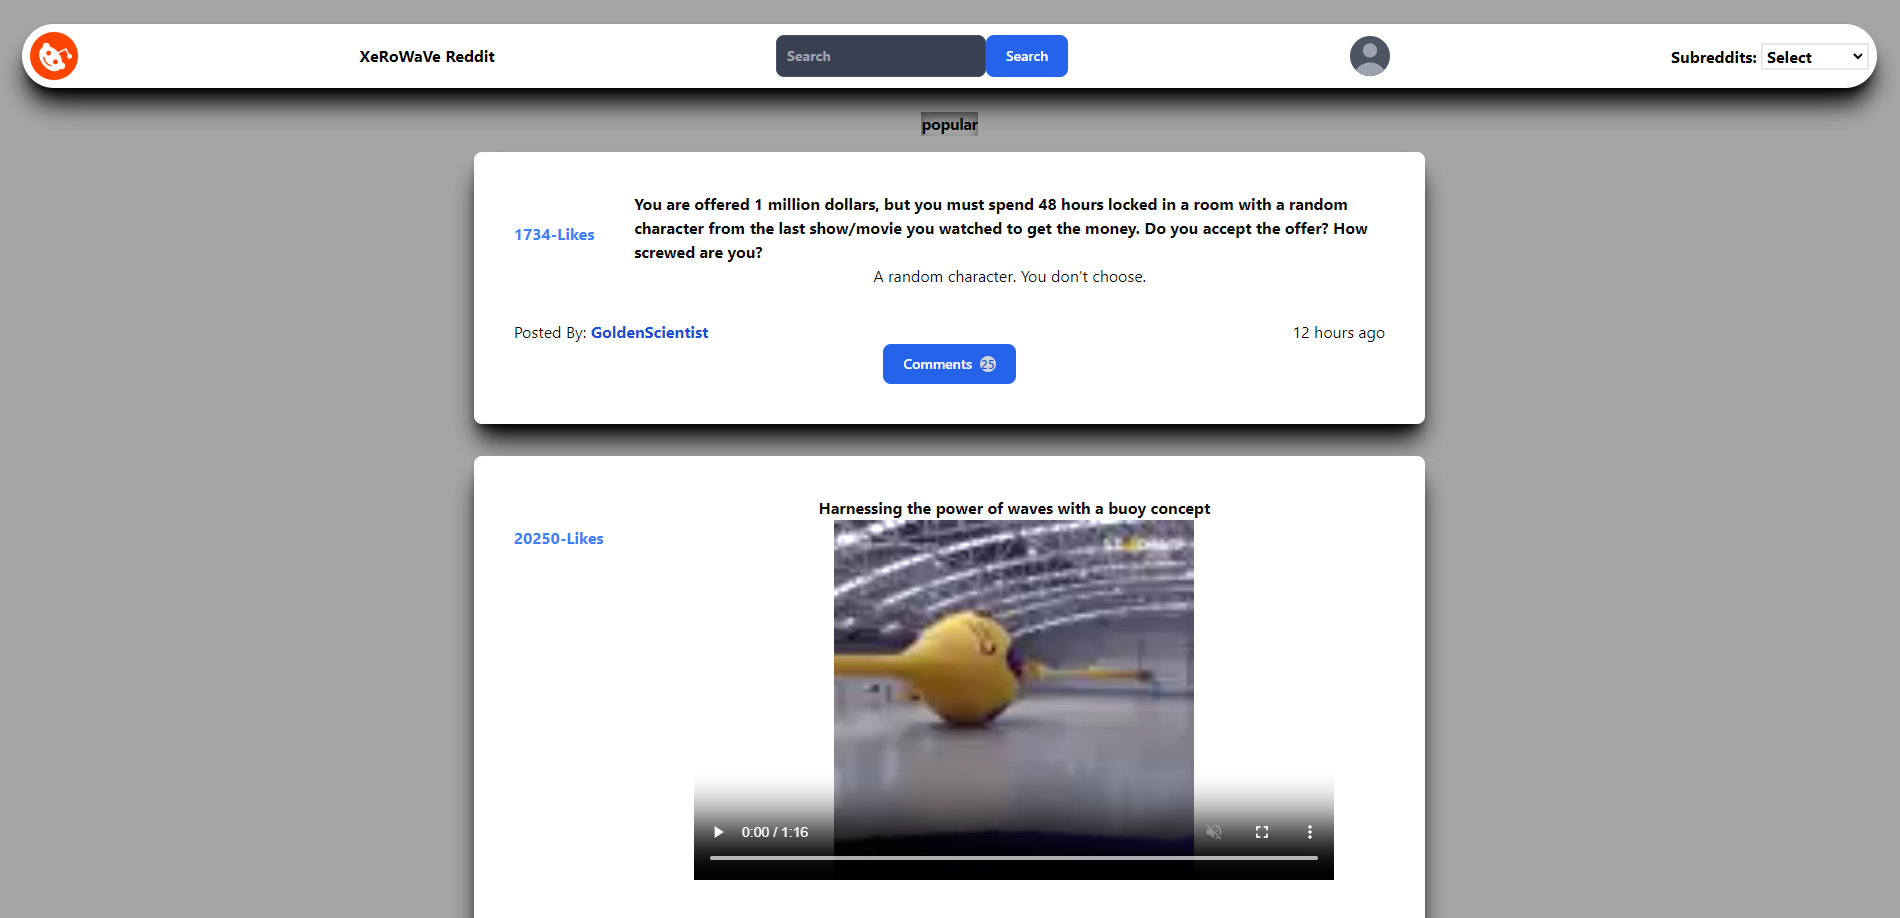 XeRoWaVe Reddit
Search
Search
Subreddits: Select
popular
1734-Likes
You are offered 1 million dollars, but you must spend 48 hours locked in a room with a random
character from the last show/movie you watched to get the money. Do you accept the offer? How
screwed are you?
A random character. You don't choose.
Posted By: GoldenScientist
12 hours ago
Comments 25
Harnessing the power of waves with a buoy concept
20250-Likes
0:00 / 1:16